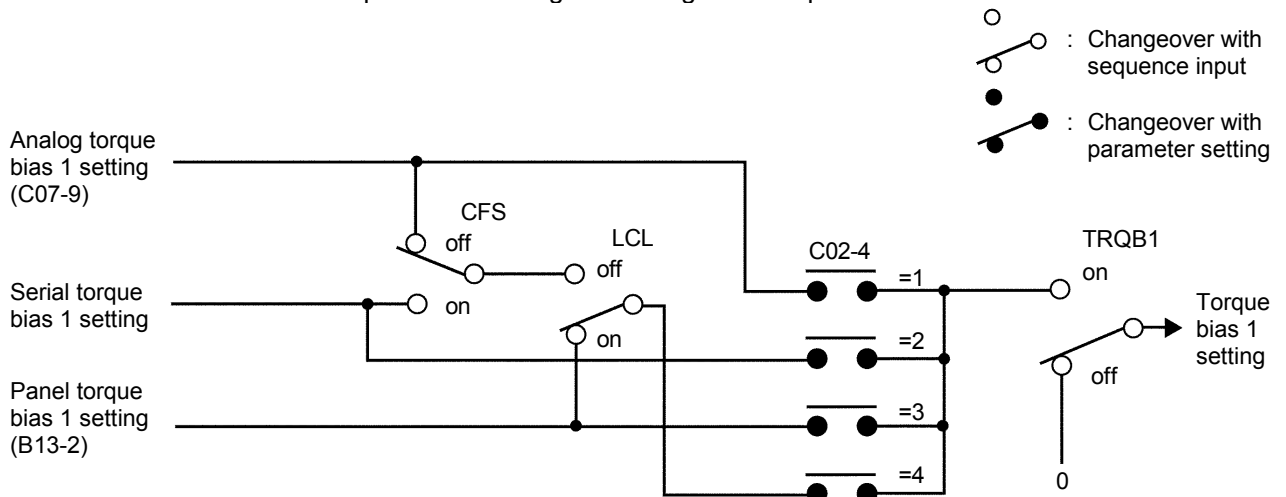 : Changeover with
sequence input
: Changeover with
parameter setting
Analog torque
bias 1 setting
(C07-9)
CFS
off
on
LCL
off
on
C02-4
=1
=2
=3
=4
TRQB1
on
off
0
Torque
bias 1
setting
Serial torque
bias 1 setting
Panel torque
bias 1 setting
(B13-2)